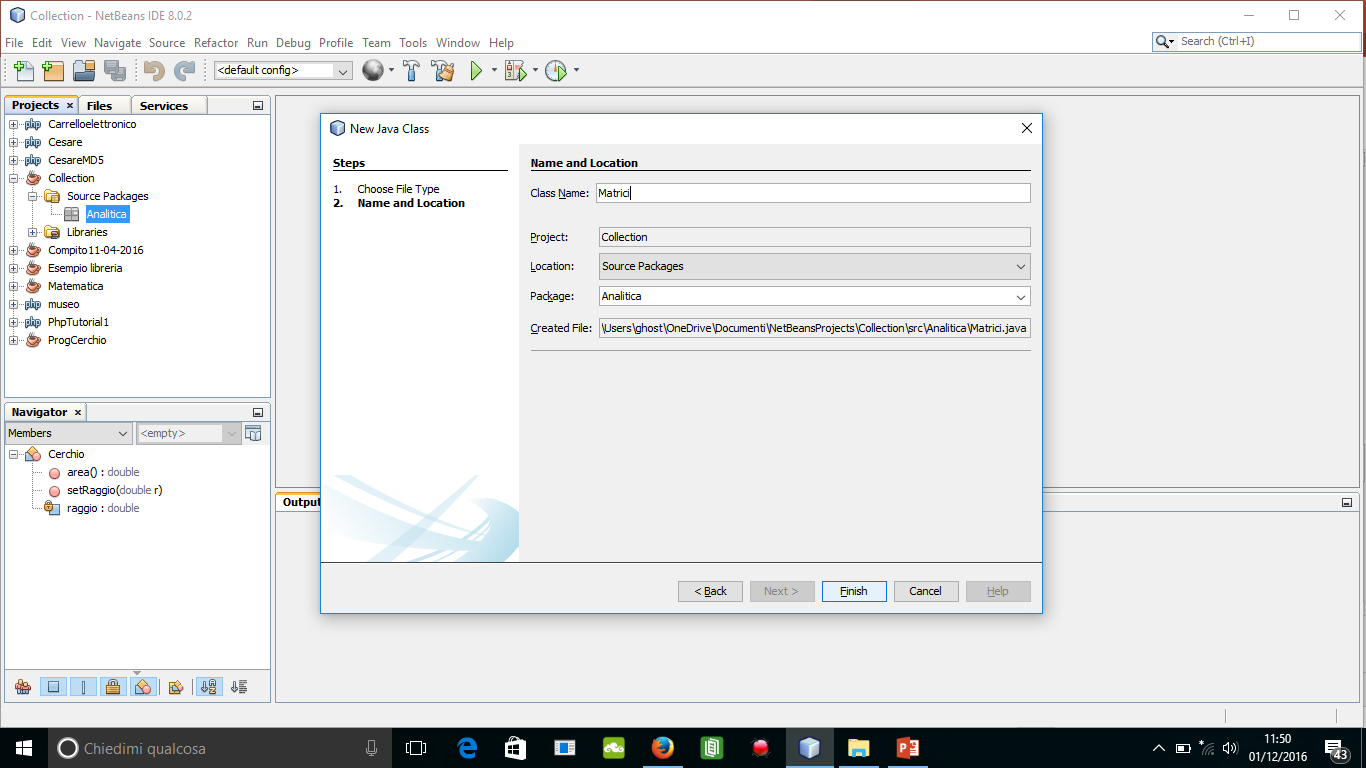 Collection - NetBeans IDE 8.0.2
File Edit View Navigate Source Refactor Run Debug Profile Team Tools Window Help
Search (Ctrl+I)
<default config>
Projects Files Services
Carrelloelettronico
Cesare
CesareMD5
Collection
Source Packages
Analitica
Libraries
Compito11-04-2016
Esempio libreria
Matematica
museo
PhpTutorial1
ProgCerchio
Navigator
Members <empty>
Cerchio
area() : double
setRaggio(double r)
raggio : double
Output
New Java Class
Steps
1. Choose File Type
2. Name and Location
Name and Location
Class Name: Matrici
Project: Collection
Location: Source Packages
Package: Analitica
Created File: \Users\ghost\OneDrive\Documenti\NetBeansProjects\Collection\src\Analitica\Matrici.java
< Back Next > Finish Cancel Help
Chiedimi qualcosa
11:50
01/12/2016
43